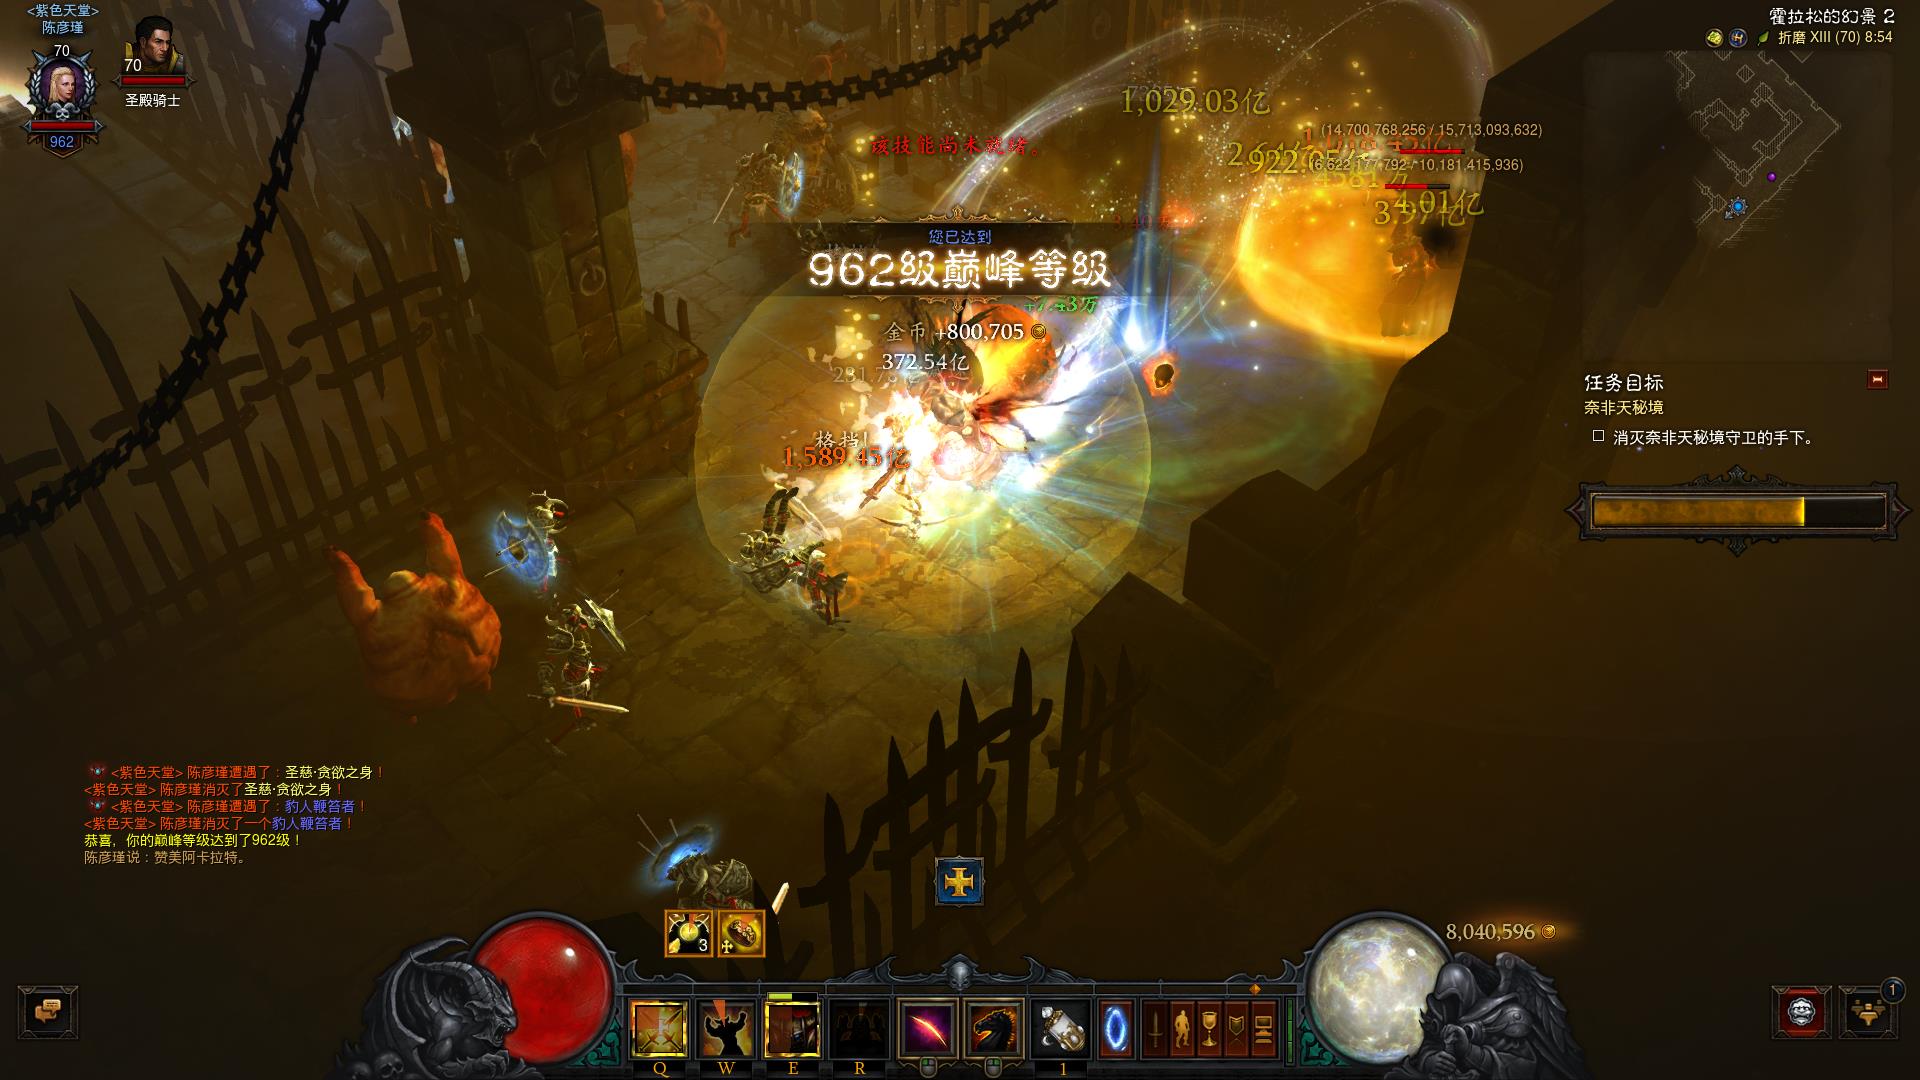 <紫色天堂>
陈彦瑾
70
962
70
圣殿骑士
霍拉松的幻景 2
折磨 XIII (70) 8:54
1,029.03亿
该技能尚未就绪。
(14,700,768,256 / 15,713,093,632)
(6,622,177,792 / 10,181,415,936)
您已达到
962级巅峰等级
+7.43万
金币 +800,705
372.54亿
格挡!
1,589.45亿
任务目标
奈非天秘境
消灭奈非天秘境守卫的手下。
<紫色天堂> 陈彦瑾遭遇了：圣慈·贪欲之身！
<紫色天堂> 陈彦瑾消灭了圣慈·贪欲之身！
<紫色天堂> 陈彦瑾遭遇了：豹人鞭笞者！
<紫色天堂> 陈彦瑾消灭了一个豹人鞭笞者！
恭喜，你的巅峰等级达到了962级！
陈彦瑾说：赞美阿卡拉特。
3
8,040,596
1
Q W E R 1